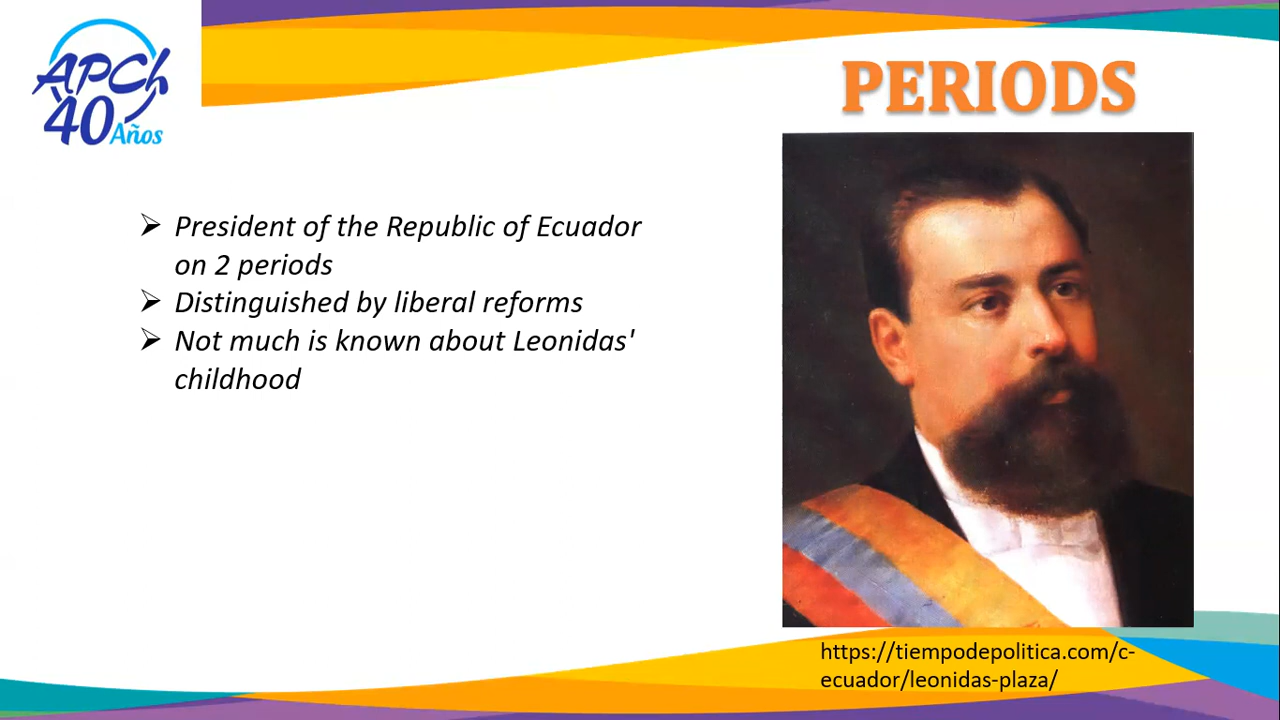 APCh
40 Años
PERIODS
➢ President of the Republic of Ecuador
on 2 periods
➢ Distinguished by liberal reforms
➢ Not much is known about Leonidas'
childhood
https://tiempodepolitica.com/c-
ecuador/leonidas-plaza/